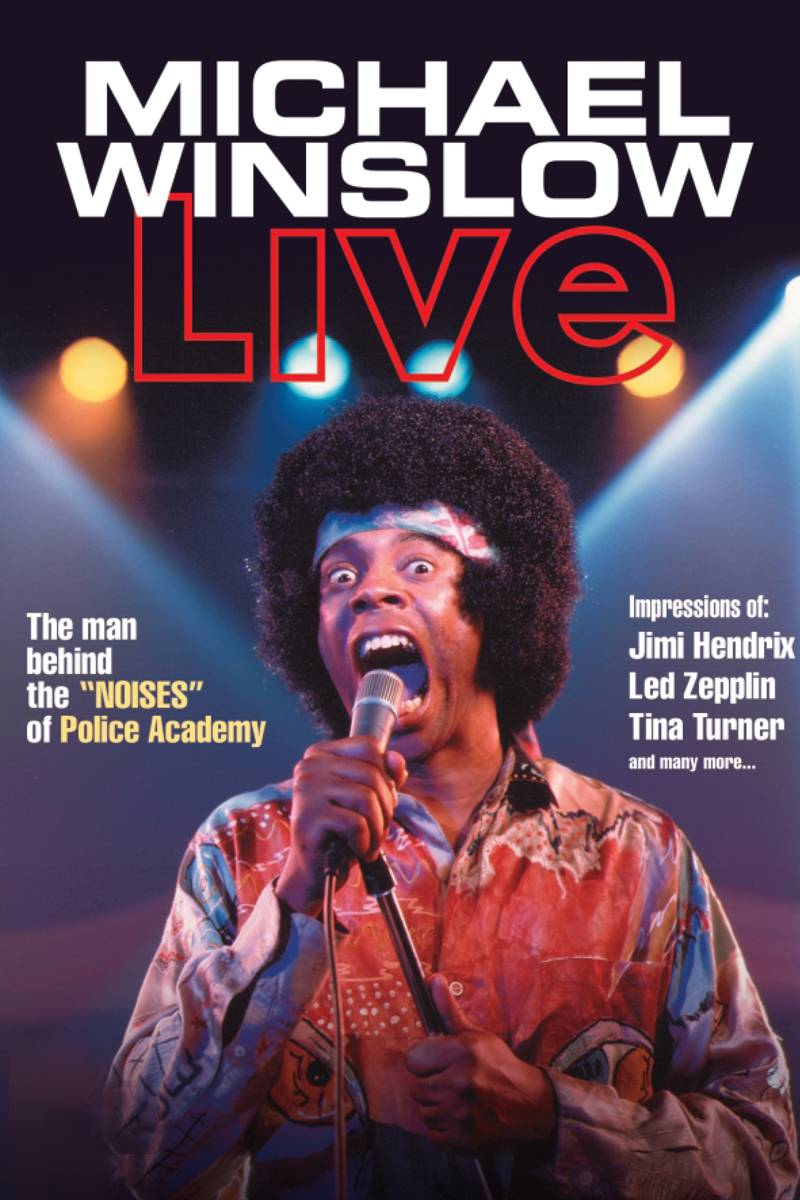 MICHAEL
WINSLOW
Live
The man
behind
the “NOISES”
of Police Academy
Impressions of:
Jimi Hendrix
Led Zepplin
Tina Turner
and many more...